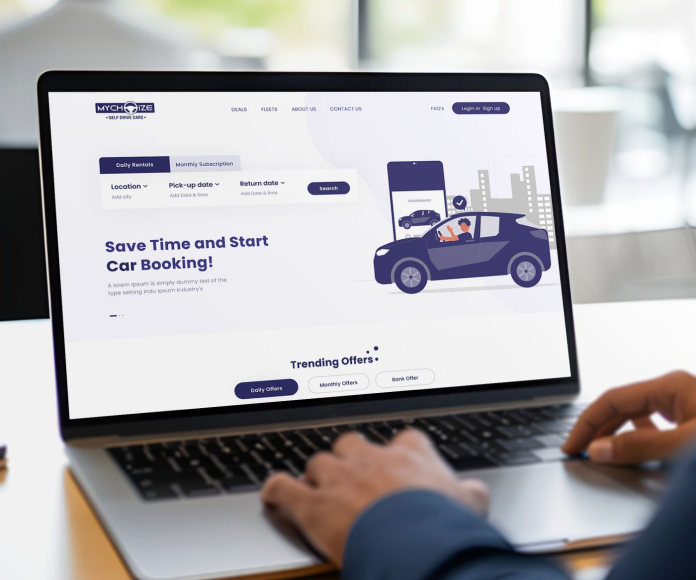 MYCHOIZE
• SELF DRIVE CARS •
DEALS FLEETS ABOUT US CONTACT US FAQ's Login or Sign up
Daily Rentals Monthly Subscription
Location Pick-up date Return date Search
Add city Add Date & time Add Date & time
Save Time and Start
Car Booking!
A lorem Ipsum is simply dummy text of the
type setting indu Ipsum industry's
Trending Offers
Daily Offers Monthly Offers Bank Offer